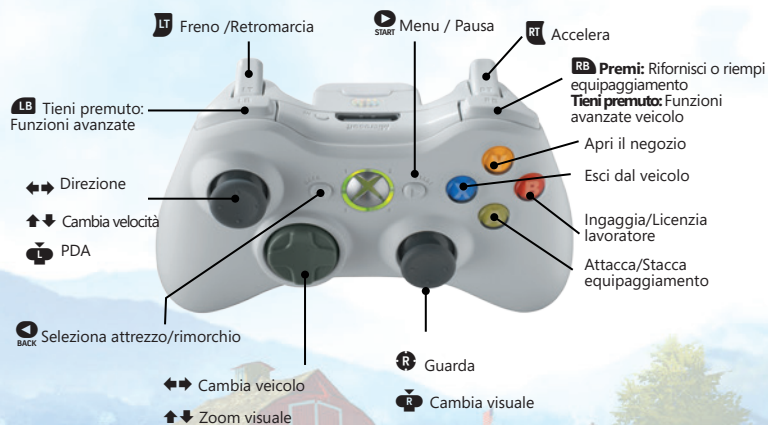 LT Freno /Retromarcia
START Menu / Pausa
RT Accelera
LB Tieni premuto:
Funzioni avanzate
RB Premi: Rifornisci o riempi
equipaggiamento
Tieni premuto: Funzioni
avanzate veicolo
Apri il negozio
Esci dal veicolo
Ingaggia/Licenzia
lavoratore
Attacca/Stacca
equipaggiamento
Direzione
Cambia velocità
L PDA
BACK Seleziona attrezzo/rimorchio
Cambia veicolo
Zoom visuale
R Guarda
R Cambia visuale
X